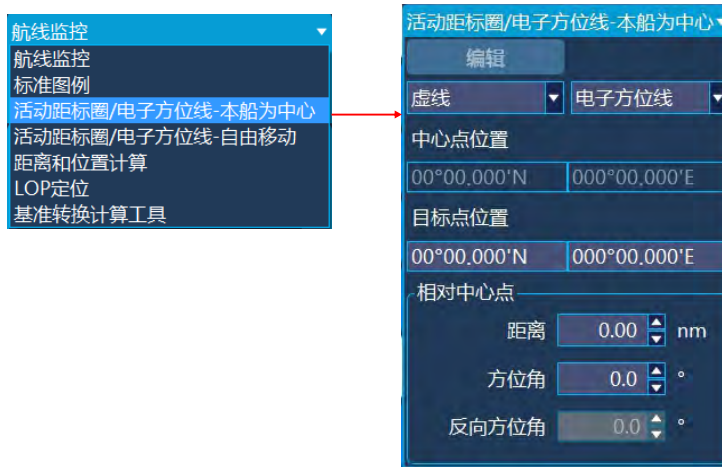 航线监控
航线监控
标准图例
活动距标圈/电子方位线-本船为中心
活动距标圈/电子方位线-自由移动
距离和位置计算
LOP定位
基准转换计算工具
活动距标圈/电子方位线-本船为中心
编辑
虚线 电子方位线
中心点位置
00°00.000'N 000°00.000'E
目标点位置
00°00.000'N 000°00.000'E
相对中心点
距离 0.00 nm
方位角 0.0 °
反向方位角 0.0 °